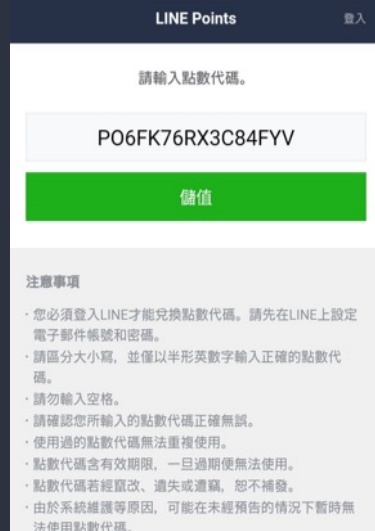 LINE Points
登入
請輸入點數代碼。
PO6FK76RX3C84FYV
儲值
注意事項
· 您必須登入LINE才能兌換點數代碼。請先在LINE上設定
電子郵件帳號和密碼。
· 請區分大小寫，並僅以半形英數字輸入正確的點數代
碼。
· 請勿輸入空格。
· 請確認您所輸入的點數代碼正確無誤。
· 使用過的點數代碼無法重複使用。
· 點數代碼含有效期限，一旦過期便無法使用。
· 點數代碼若經竄改、遺失或遭竊，恕不補發。
· 由於系統維護等原因，可能在未經預告的情況下暫時無
法使用點數代碼。